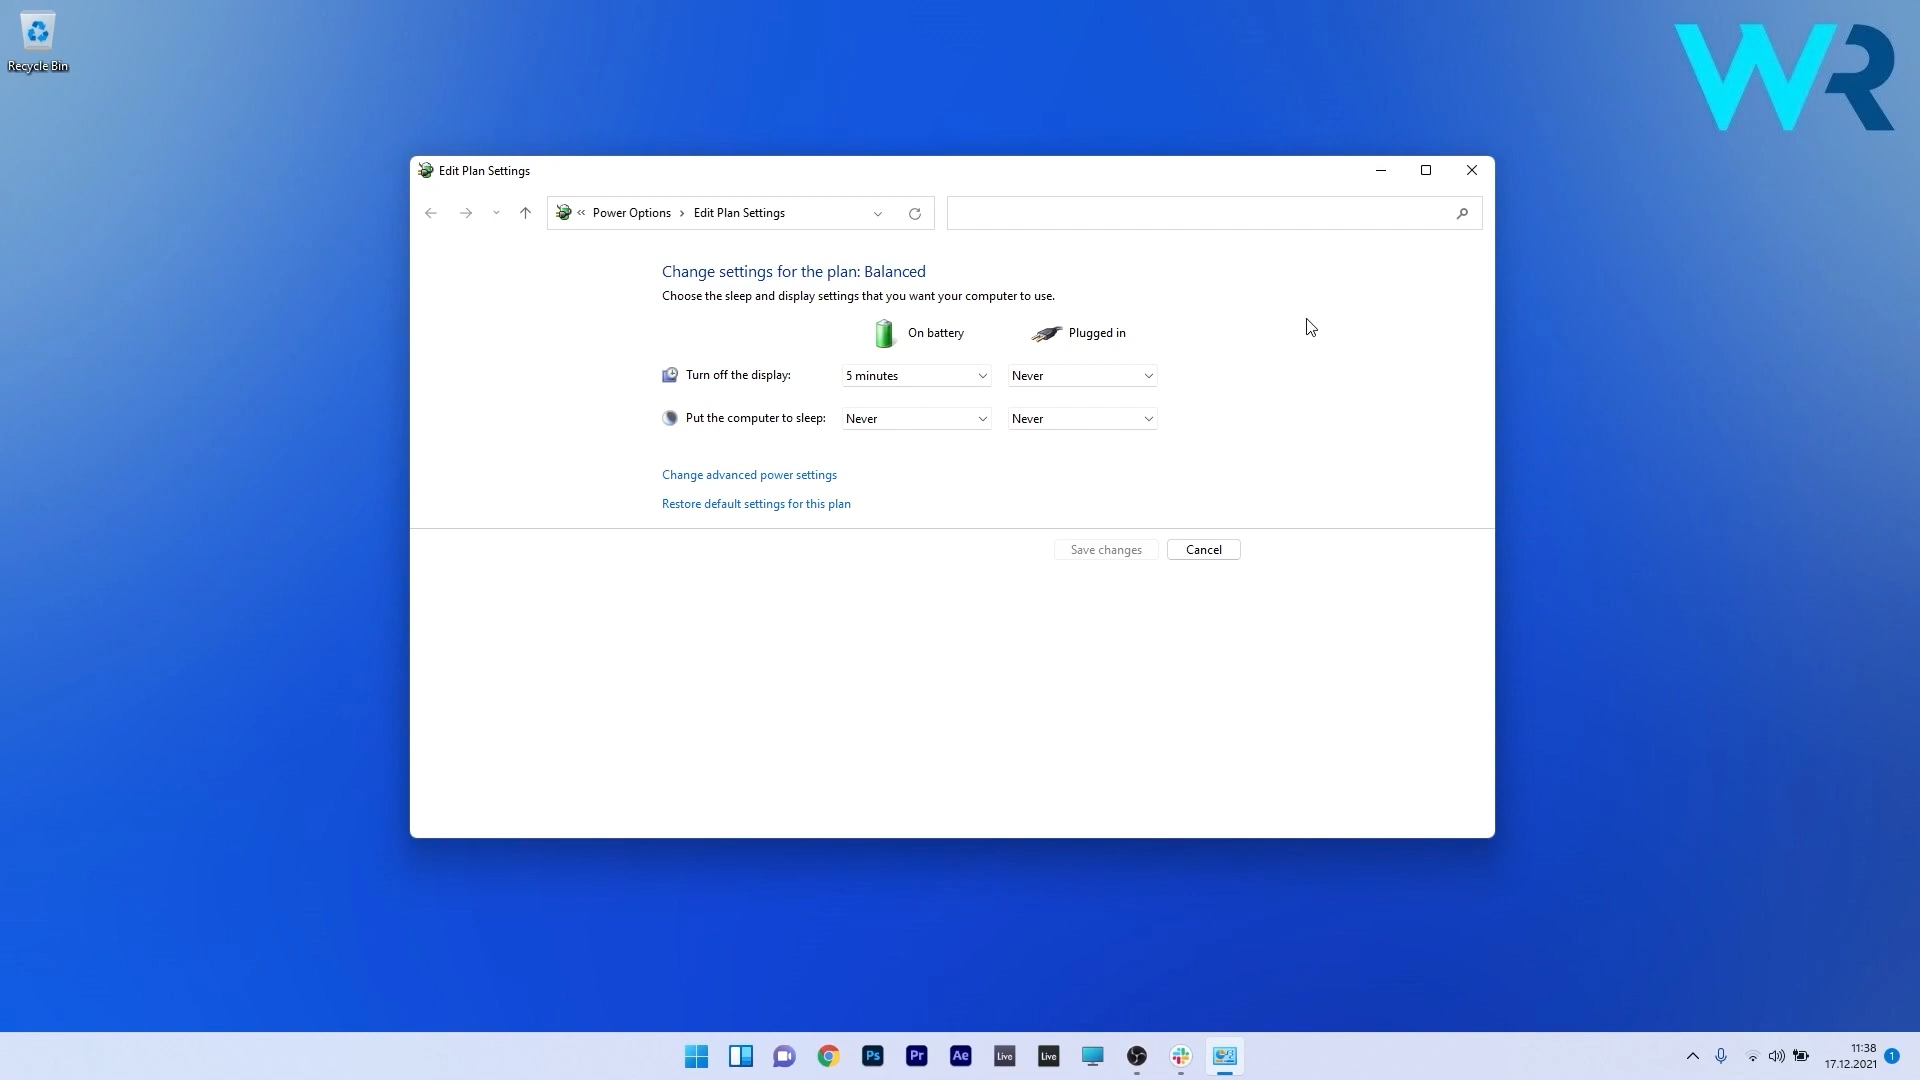 Recycle Bin
WR
Edit Plan Settings
« Power Options › Edit Plan Settings
Change settings for the plan: Balanced
Choose the sleep and display settings that you want your computer to use.
On battery Plugged in
Turn off the display: 5 minutes Never
Put the computer to sleep: Never Never
Change advanced power settings
Restore default settings for this plan
Save changes Cancel
Ps Pr Ae Live Live
11:38
17.12.2021 1